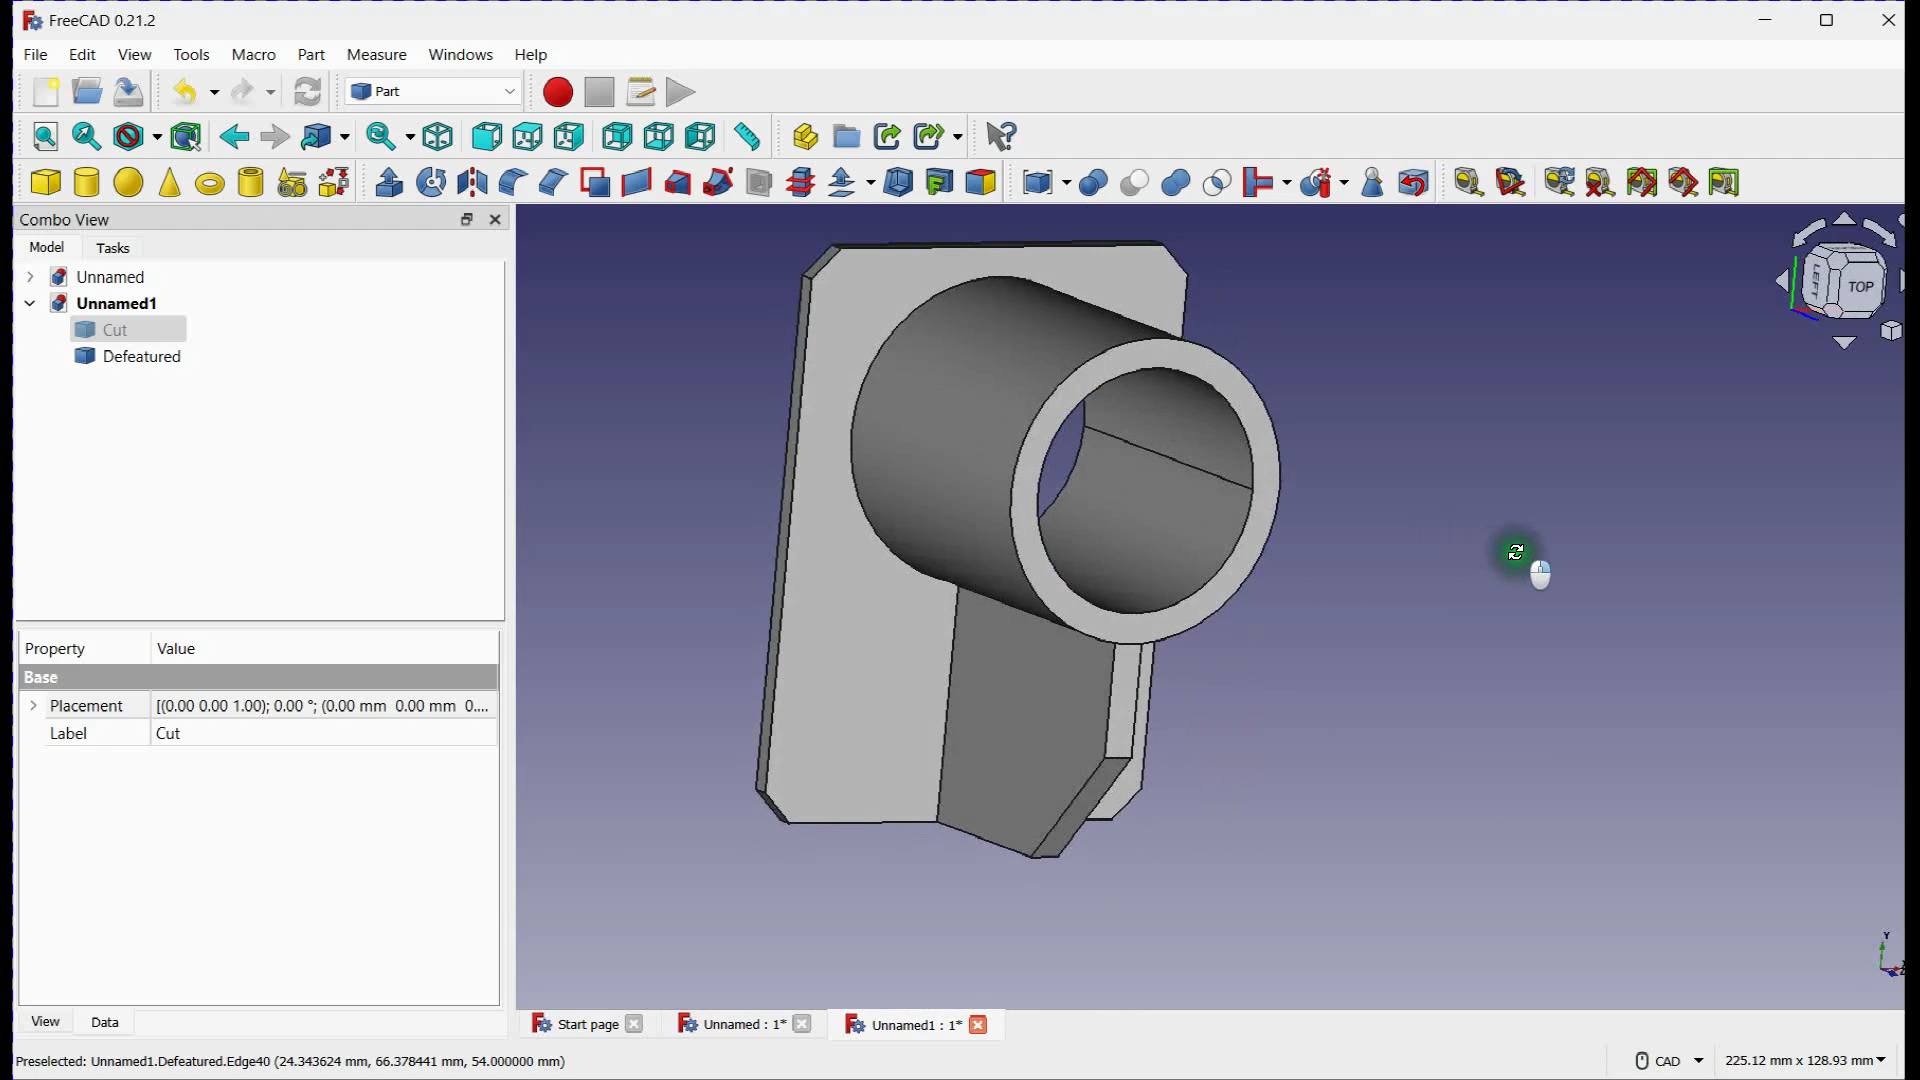 FreeCAD 0.21.2
File Edit View Tools Macro Part Measure Windows Help
Part
Combo View
Model Tasks
Unnamed
Unnamed1
Cut
Defeatured
LEFT TOP
Property Value
Base
Placement [(0.00 0.00 1.00); 0.00 °; (0.00 mm 0.00 mm 0....
Label Cut
Y
View Data
Start page Unnamed : 1* Unnamed1 : 1*
Preselected: Unnamed1.Defeatured.Edge40 (24.343624 mm, 66.378441 mm, 54.000000 mm)
CAD 225.12 mm x 128.93 mm